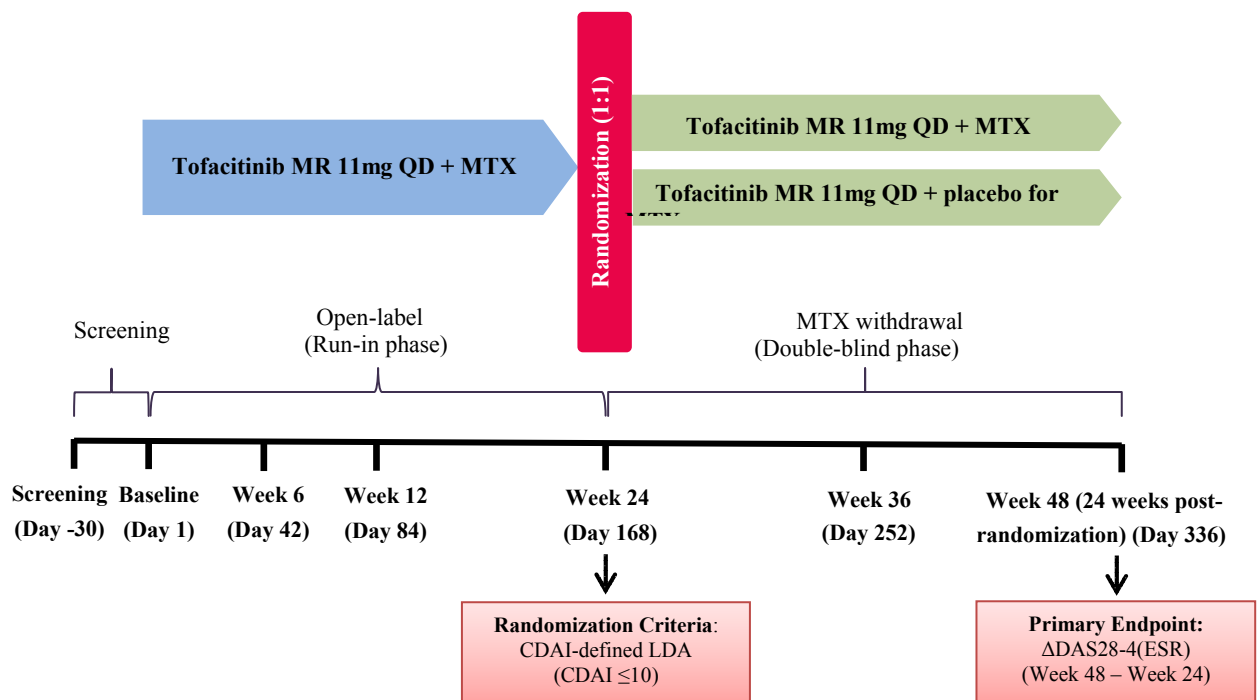 Randomization (1:1)
Tofacitinib MR 11mg QD + MTX
Tofacitinib MR 11mg QD + MTX
Tofacitinib MR 11mg QD + placebo for
Screening
Open-label
(Run-in phase)
MTX withdrawal
(Double-blind phase)
Screening
(Day -30)
Baseline
(Day 1)
Week 6
(Day 42)
Week 12
(Day 84)
Week 24
(Day 168)
Week 36
(Day 252)
Week 48 (24 weeks post-
randomization) (Day 336)
Randomization Criteria:
CDAI-defined LDA
(CDAI ≤10)
Primary Endpoint:
ΔDAS28-4(ESR)
(Week 48 – Week 24)